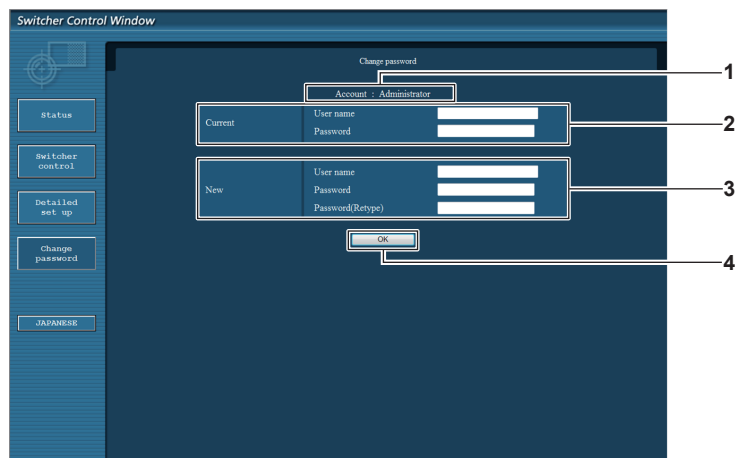 Switcher Control Window
Change password
1
Account : Administrator
Status
Current
User name
Password
2
Switcher
control
New
User name
Password
Password(Retype)
3
Detailed
set up
OK
4
Change
password
JAPANESE